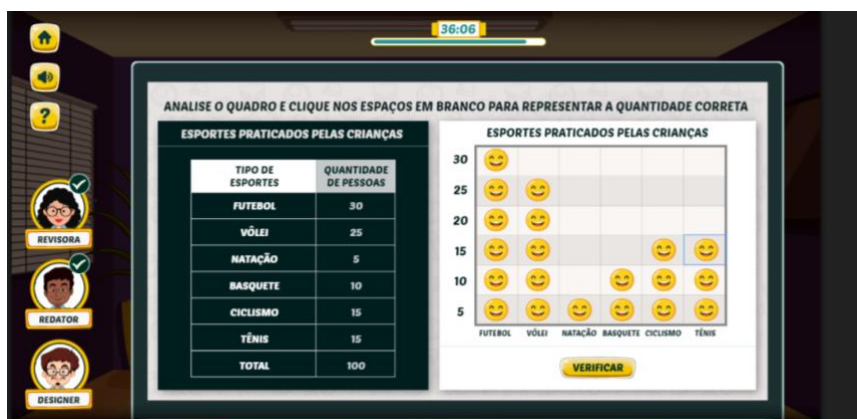 36:06
?
ANALISE O QUADRO E CLIQUE NOS ESPAÇOS EM BRANCO PARA REPRESENTAR A QUANTIDADE CORRETA
ESPORTES PRATICADOS PELAS CRIANÇAS
TIPO DE ESPORTES QUANTIDADE DE PESSOAS
FUTEBOL 30
VÔLEI 25
NATAÇÃO 5
BASQUETE 10
CICLISMO 15
TÊNIS 15
TOTAL 100
ESPORTES PRATICADOS PELAS CRIANÇAS
30
25
20
15
10
5
FUTEBOL VÔLEI NATAÇÃO BASQUETE CICLISMO TÊNIS
VERIFICAR
REVISORA
REDATOR
DESIGNER